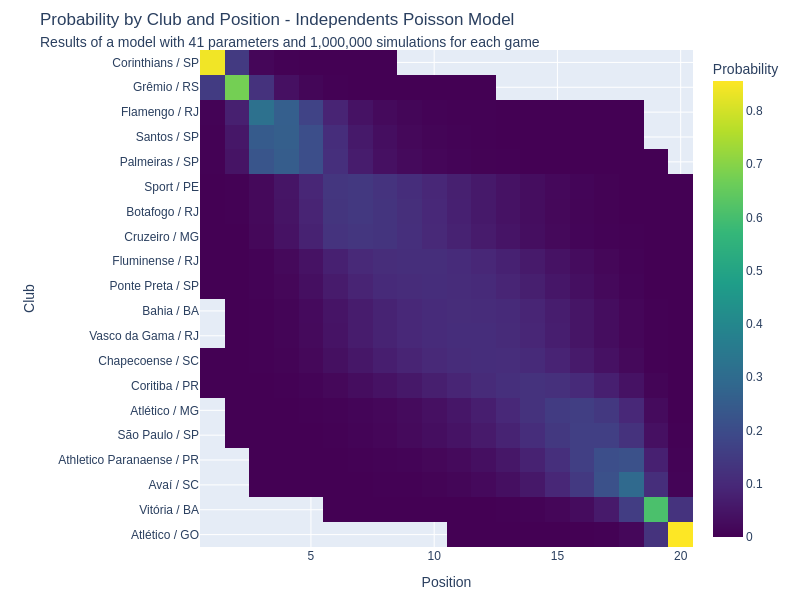 Probability by Club and Position - Independents Poisson Model
Results of a model with 41 parameters and 1,000,000 simulations for each game
Probability
Club
Corinthians / SP
Grêmio / RS
Flamengo / RJ
Santos / SP
Palmeiras / SP
Sport / PE
Botafogo / RJ
Cruzeiro / MG
Fluminense / RJ
Ponte Preta / SP
Bahia / BA
Vasco da Gama / RJ
Chapecoense / SC
Coritiba / PR
Atlético / MG
São Paulo / SP
Athletico Paranaense / PR
Avaí / SC
Vitória / BA
Atlético / GO
5 10 15 20
Position
0.8
0.7
0.6
0.5
0.4
0.3
0.2
0.1
0